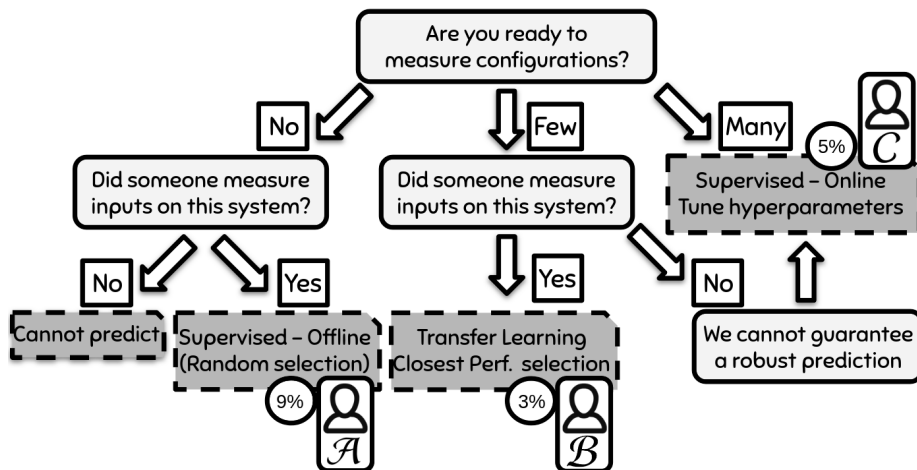 Are you ready to
measure configurations?
No
Few
Many
5%
C
Did someone measure
inputs on this system?
Did someone measure
inputs on this system?
Supervised – Online
Tune hyperparameters
No
Yes
Yes
No
Cannot predict
Supervised – Offline
(Random selection)
Transfer Learning
Closest Perf. selection
We cannot guarantee
a robust prediction
9%
A
3%
B